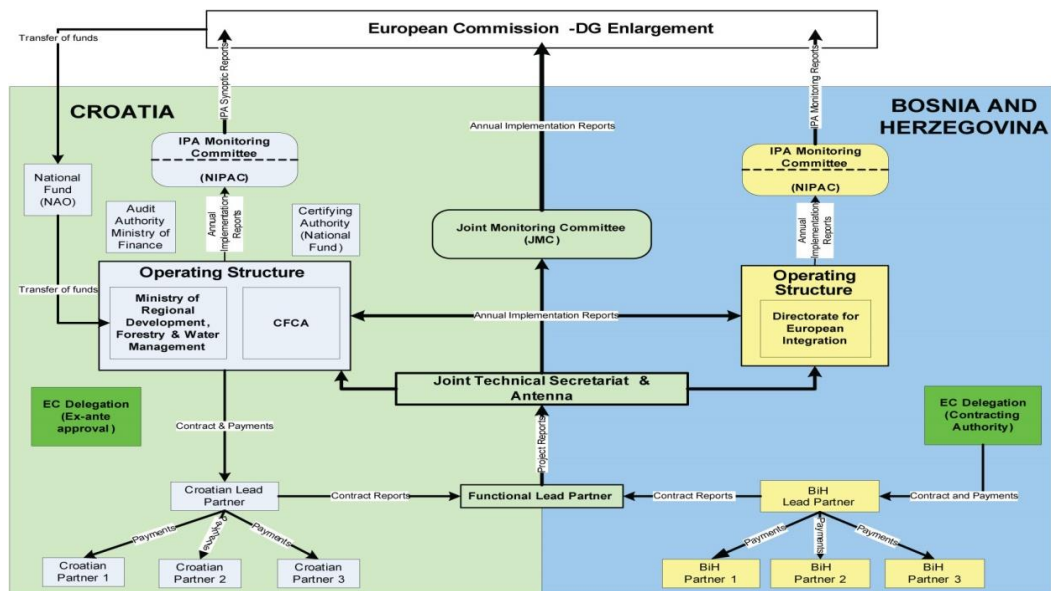 European Commission -DG Enlargement
Transfer of funds
IPA Synoptic Reports
IPA Monitoring Reports
CROATIA
BOSNIA AND
HERZEGOVINA
Annual Implementation Reports
IPA Monitoring
Committee
(NIPAC)
IPA Monitoring
Committee
(NIPAC)
National
Fund
(NAO)
Audit
Authority
Ministry of
Finance
Annual
Implementation
Reports
Certifying
Authority
(National
Fund)
Joint Monitoring Committee
(JMC)
Annual
Implementation
Reports
Operating Structure
Operating
Structure
Transfer of funds
Ministry of
Regional
Development,
Forestry & Water
Management
CFCA
Annual Implementation Reports
Directorate for
European
Integration
Joint Technical Secretariat &
Antenna
EC Delegation
(Ex-ante
approval)
EC Delegation
(Contracting
Authority)
Contract & Payments
Project Reports
Croatian Lead
Partner
Contract Reports
Functional Lead Partner
Contract Reports
BiH
Lead Partner
Contract and Payments
Payments
Payments
Payments
Payments
Payments
Payments
Croatian
Partner 1
Croatian
Partner 2
Croatian
Partner 3
BiH
Partner 1
BiH
Partner 2
BiH
Partner 3